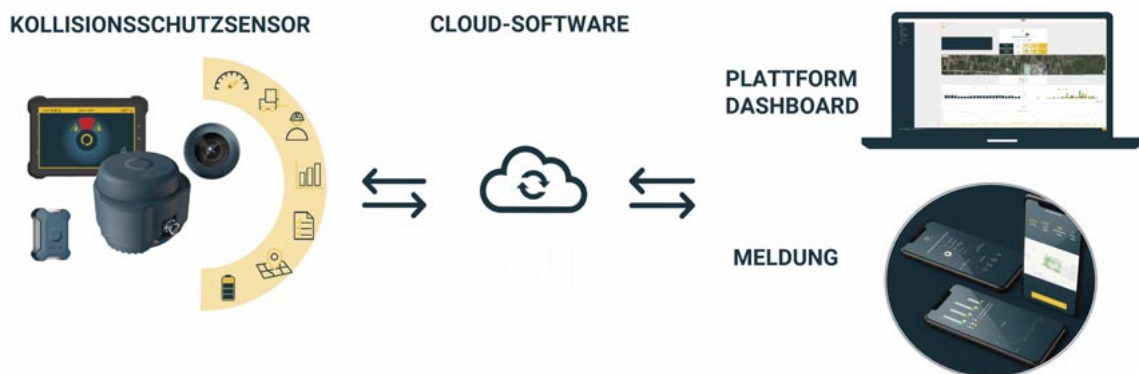 KOLLISIONSSCHUTZSENSOR
CLOUD-SOFTWARE
PLATTFORM
DASHBOARD
MELDUNG